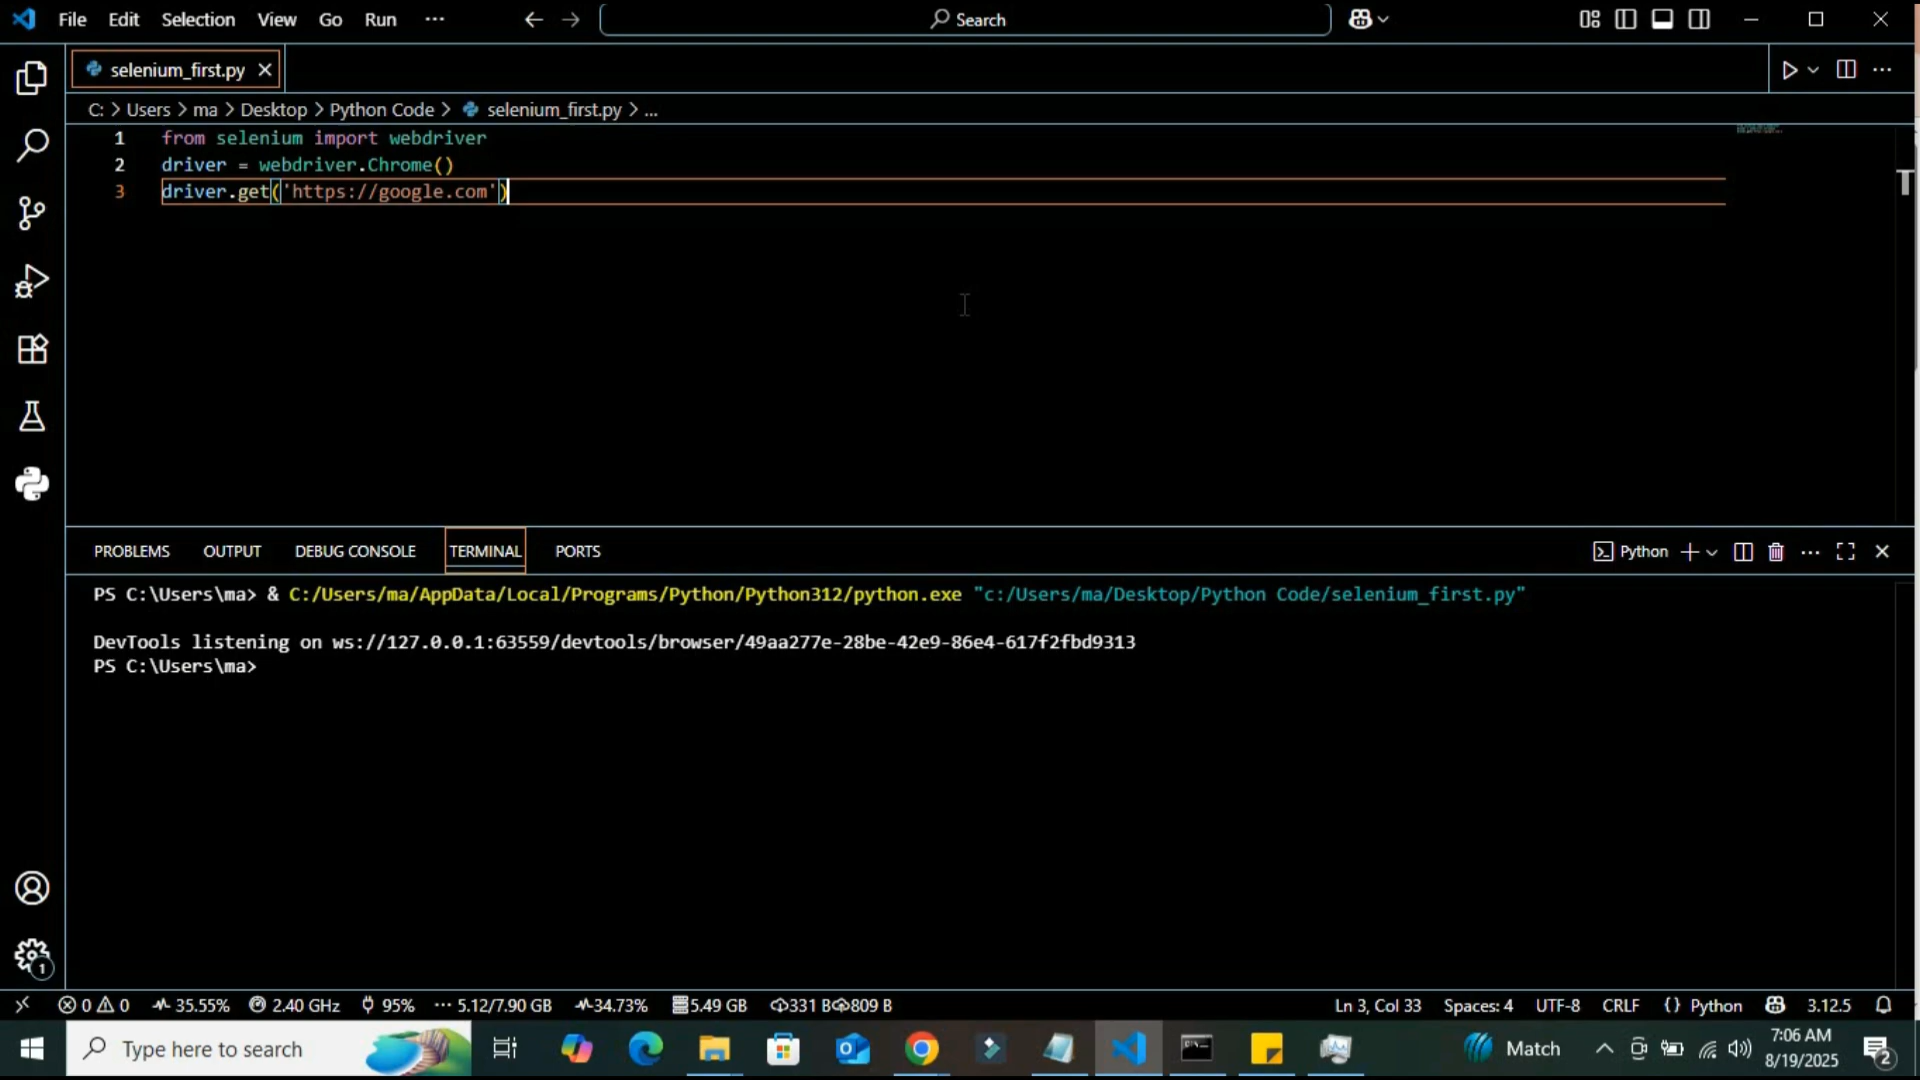 File Edit Selection View Go Run ··· Search
selenium_first.py
C: > Users > ma > Desktop > Python Code > selenium_first.py > ...
1 from selenium import webdriver
2 driver = webdriver.Chrome()
3 driver.get('https://google.com')
PROBLEMS OUTPUT DEBUG CONSOLE TERMINAL PORTS Python
PS C:\Users\ma> & C:/Users/ma/AppData/Local/Programs/Python/Python312/python.exe "c:/Users/ma/Desktop/Python Code/selenium_first.py"
DevTools listening on ws://127.0.0.1:63559/devtools/browser/49aa277e-28be-42e9-86e4-617f2fbd9313
PS C:\Users\ma>
1
0 0 35.55% 2.40 GHz 95% ··· 5.12/7.90 GB 34.73% 5.49 GB 331 B 809 B Ln 3, Col 33 Spaces: 4 UTF-8 CRLF {} Python 3.12.5
Type here to search Match 7:06 AM
8/19/2025 2